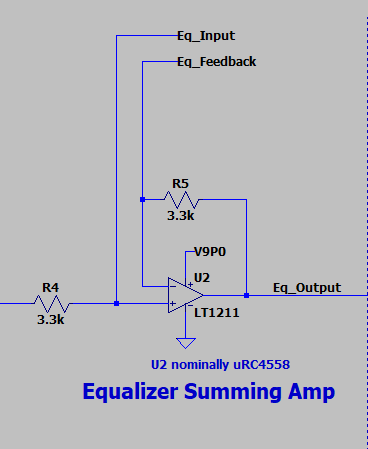 Eq_Input
Eq_Feedback
R5
3.3k
V9P0
U2
R4
3.3k
Eq_Output
LT1211
U2 nominally uRC4558
Equalizer Summing Amp